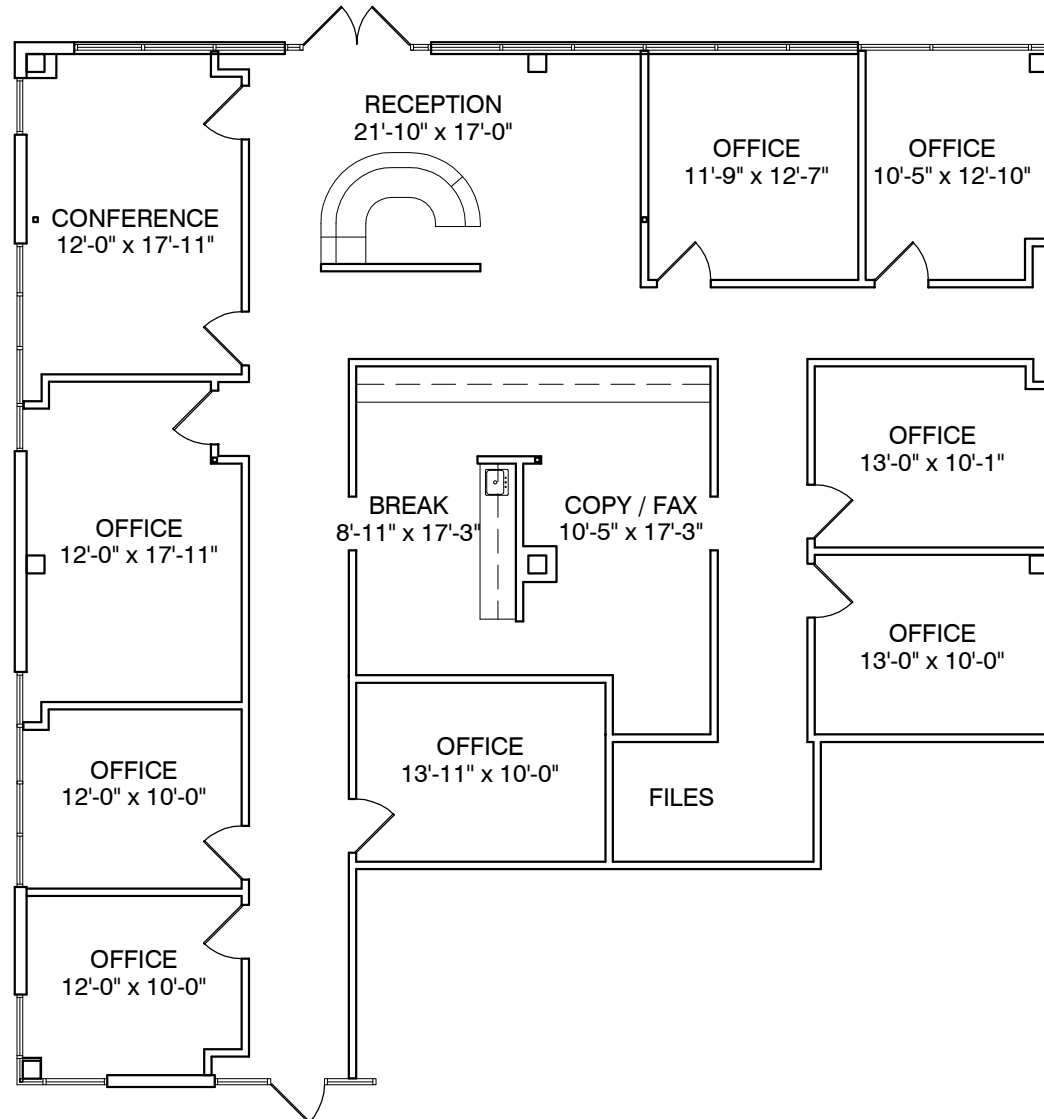 RECEPTION
21'-10" x 17'-0"
OFFICE
11'-9" x 12'-7"
OFFICE
10'-5" x 12'-10"
CONFERENCE
12'-0" x 17'-11"
OFFICE
13'-0" x 10'-1"
BREAK
8'-11" x 17'-3"
COPY / FAX
10'-5" x 17'-3"
OFFICE
12'-0" x 17'-11"
OFFICE
13'-0" x 10'-0"
OFFICE
13'-11" x 10'-0"
OFFICE
12'-0" x 10'-0"
FILES
OFFICE
12'-0" x 10'-0"